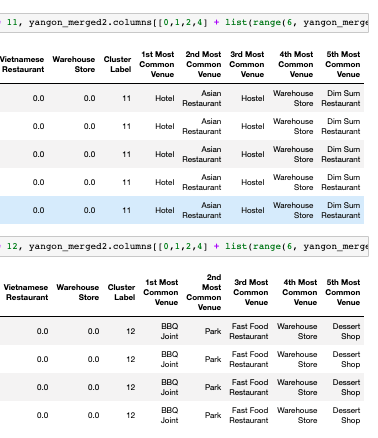 11, yangon_merged2.columns[[0,1,2,4] + list(range(6, yangon_merge
Vietnamese Restaurant Warehouse Store Cluster Label 1st Most Common Venue 2nd Most Common Venue 3rd Most Common Venue 4th Most Common Venue 5th Most Common Venue
0.0 0.0 11 Hotel Asian Restaurant Hostel Warehouse Store Dim Sum Restaurant
0.0 0.0 11 Hotel Asian Restaurant Hostel Warehouse Store Dim Sum Restaurant
0.0 0.0 11 Hotel Asian Restaurant Hostel Warehouse Store Dim Sum Restaurant
0.0 0.0 11 Hotel Asian Restaurant Hostel Warehouse Store Dim Sum Restaurant
0.0 0.0 11 Hotel Asian Restaurant Hostel Warehouse Store Dim Sum Restaurant
12, yangon_merged2.columns[[0,1,2,4] + list(range(6, yangon_merge
Vietnamese Restaurant Warehouse Store Cluster Label 1st Most Common Venue 2nd Most Common Venue 3rd Most Common Venue 4th Most Common Venue 5th Most Common Venue
0.0 0.0 12 BBQ Joint Park Fast Food Restaurant Warehouse Store Dessert Shop
0.0 0.0 12 BBQ Joint Park Fast Food Restaurant Warehouse Store Dessert Shop
0.0 0.0 12 BBQ Joint Park Fast Food Restaurant Warehouse Store Dessert Shop
0.0 0.0 12 BBQ Joint Park Fast Food Restaurant Warehouse Store Dessert Shop